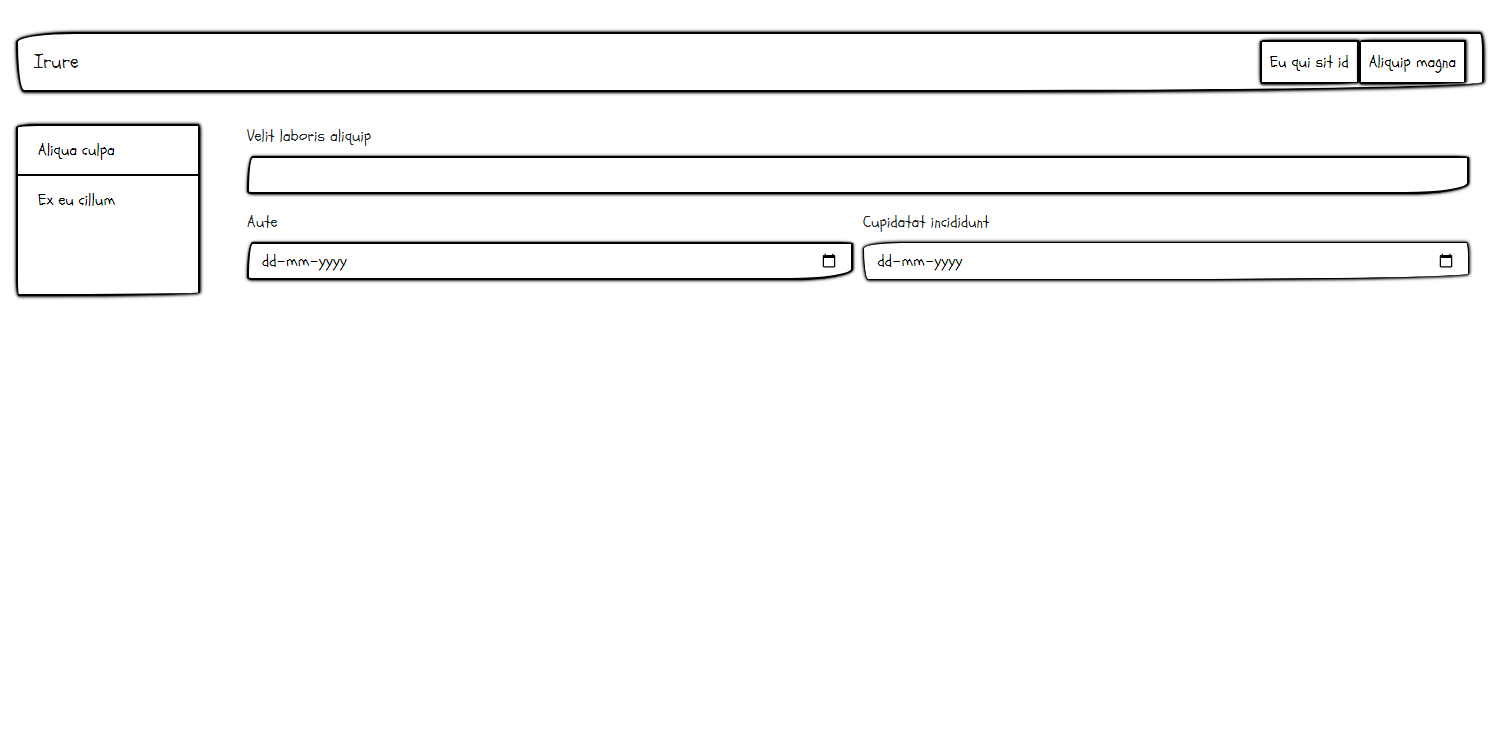 Irure
Eu qui sit id
Aliquip magna
Aliqua culpa
Ex eu cillum
Velit laboris aliquip
Aute
Cupidatat incididunt
dd-mm-yyyy
dd-mm-yyyy